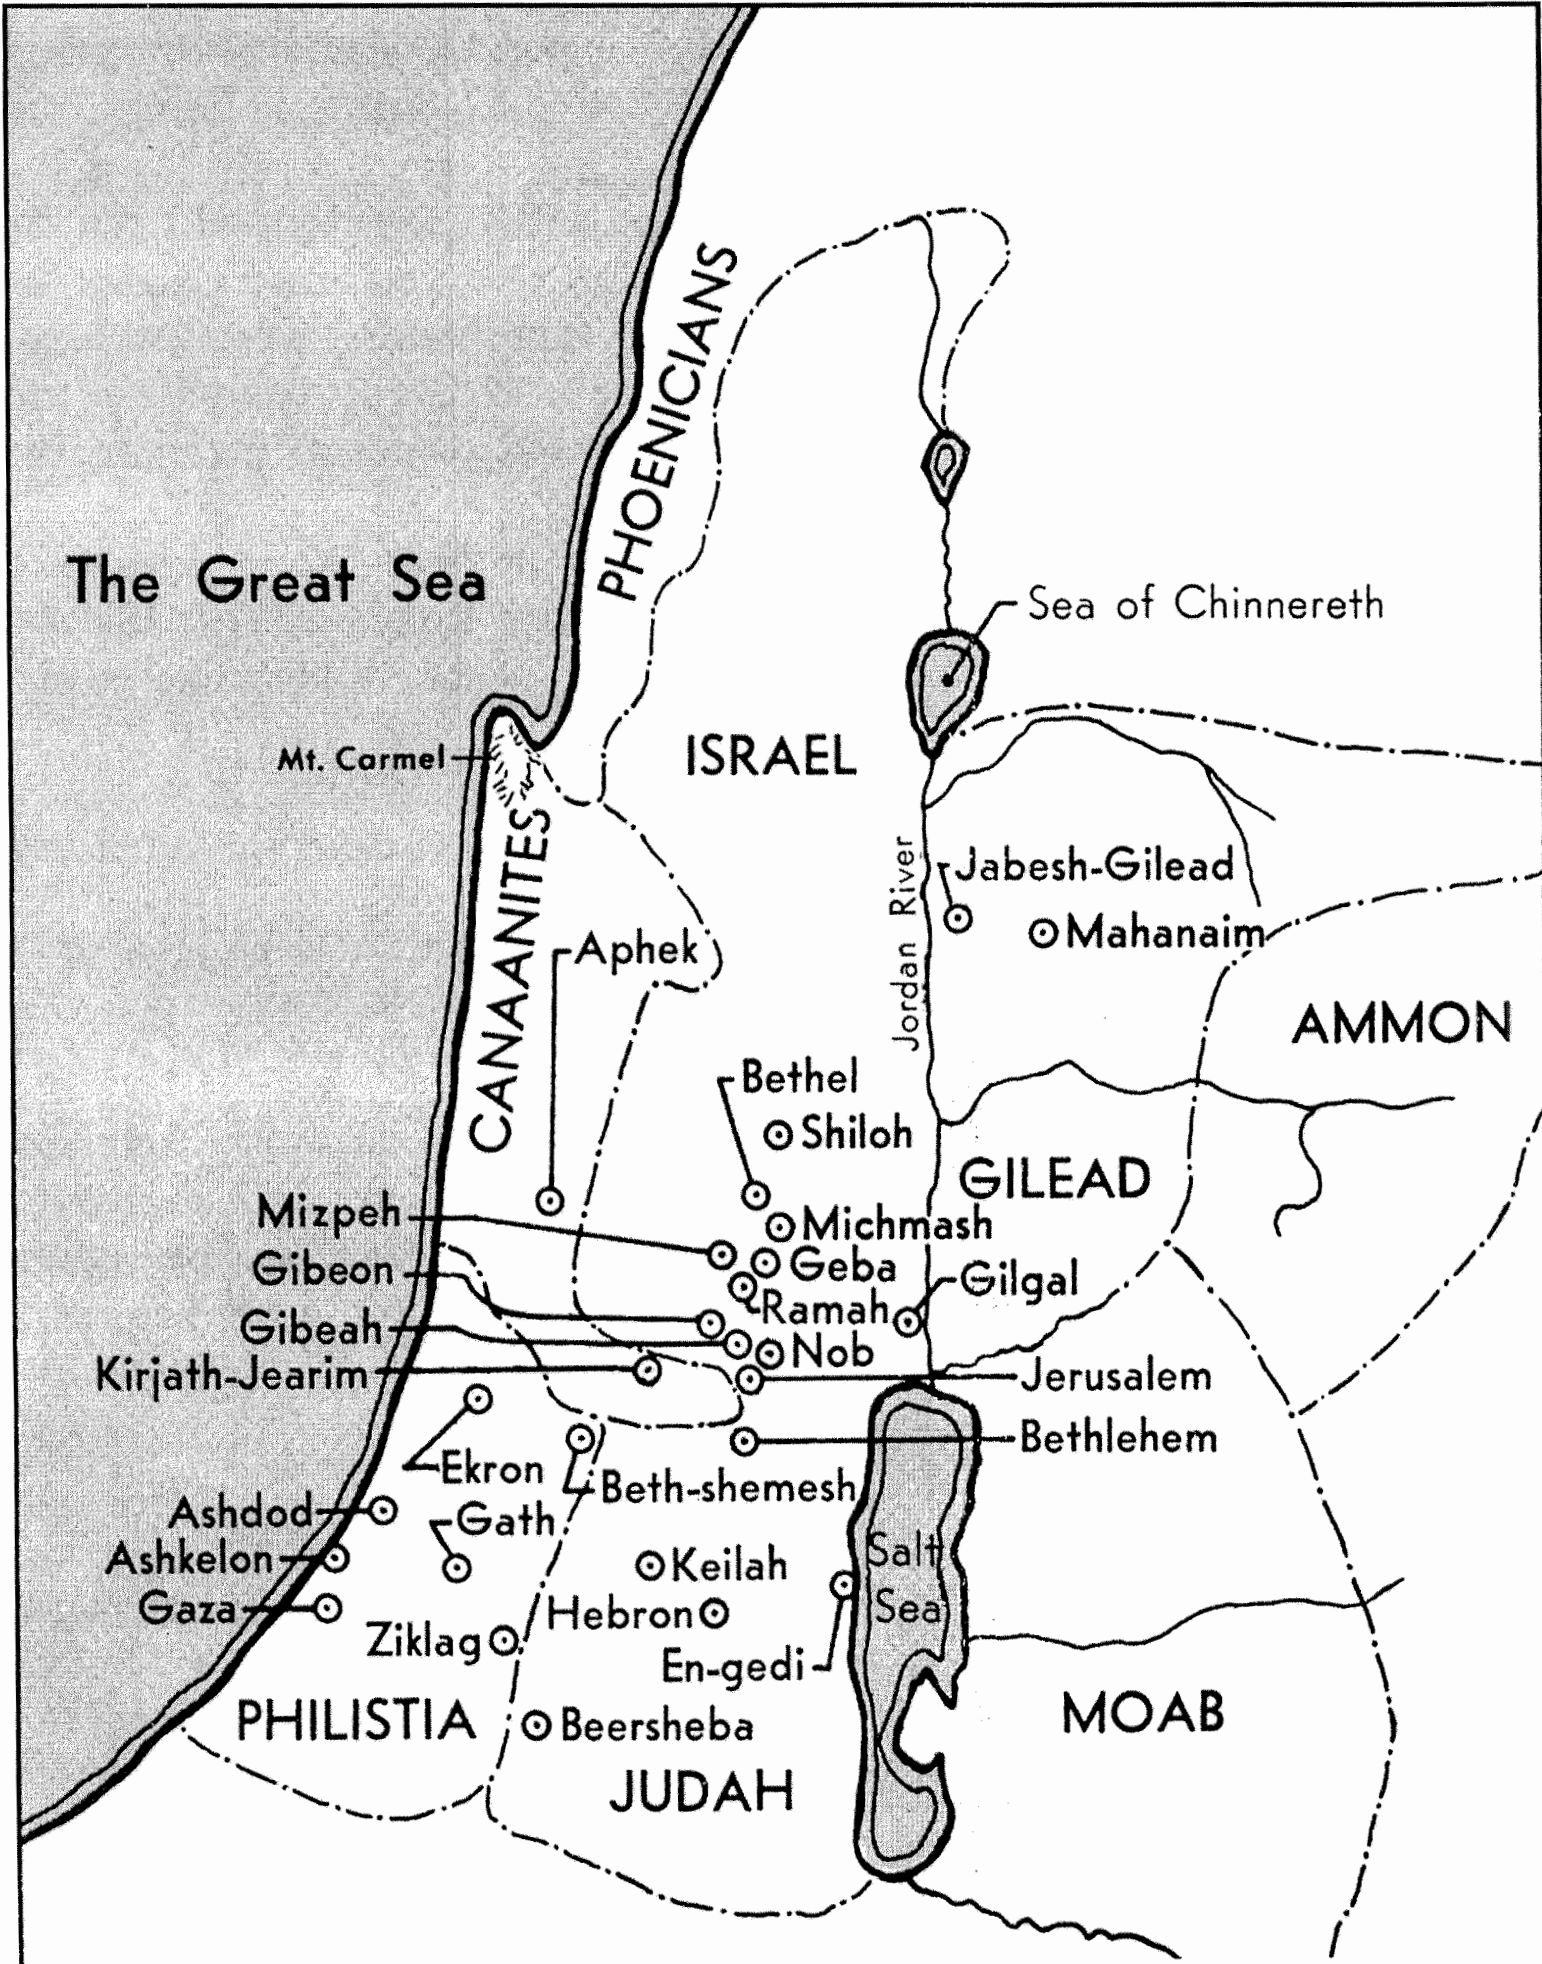 PHOENICIANS
The Great Sea
Sea of Chinnereth
Mt. Carmel
ISRAEL
CANAANITES
Jordan River
Jabesh-Gilead
Mahanaim
Aphek
AMMON
Bethel
Shiloh
GILEAD
Mizpeh
Michmash
Gibeon
Geba
Gilgal
Ramah
Gibeah
Nob
Kirjath-Jearim
Jerusalem
Bethlehem
Ekron
Beth-shemesh
Ashdod
Gath
Ashkelon
Keilah
Salt
Sea
Gaza
Hebron
Ziklag
En-gedi
PHILISTIA
Beersheba
MOAB
JUDAH